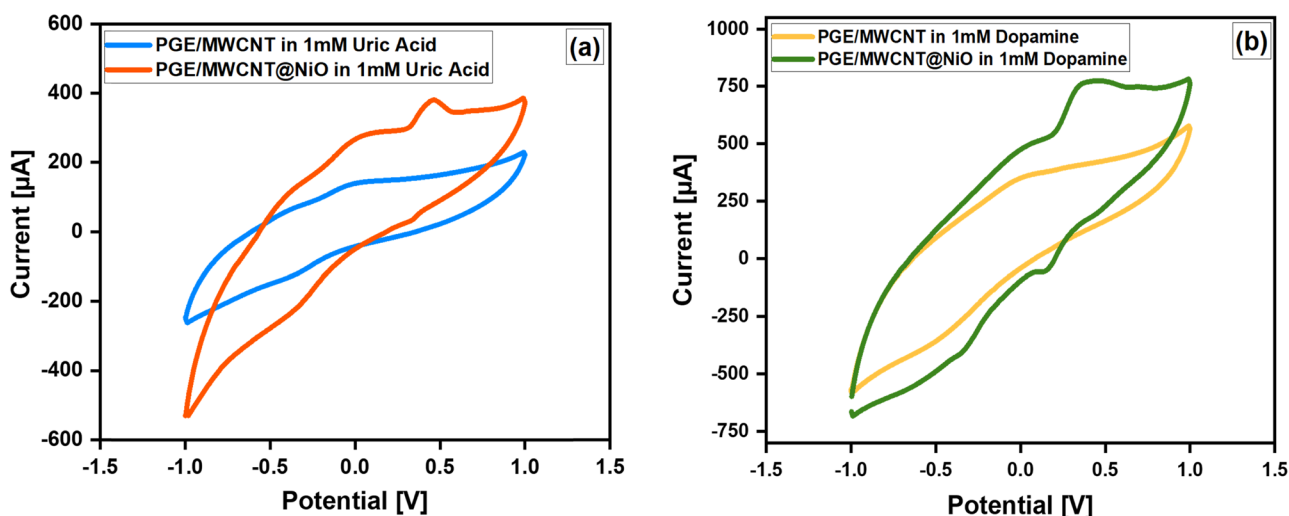 PGE/MWCNT in 1mM Uric Acid
PGE/MWCNT@NiO in 1mM Uric Acid
(a)
600
400
200
0
-200
-400
-600
Current [µA]
-1.5
-1.0
-0.5
0.0
0.5
1.0
1.5
Potential [V]
PGE/MWCNT in 1mM Dopamine
PGE/MWCNT@NiO in 1mM Dopamine
(b)
1000
750
500
250
0
-250
-500
-750
Current [µA]
-1.5
-1.0
-0.5
0.0
0.5
1.0
1.5
Potential [V]